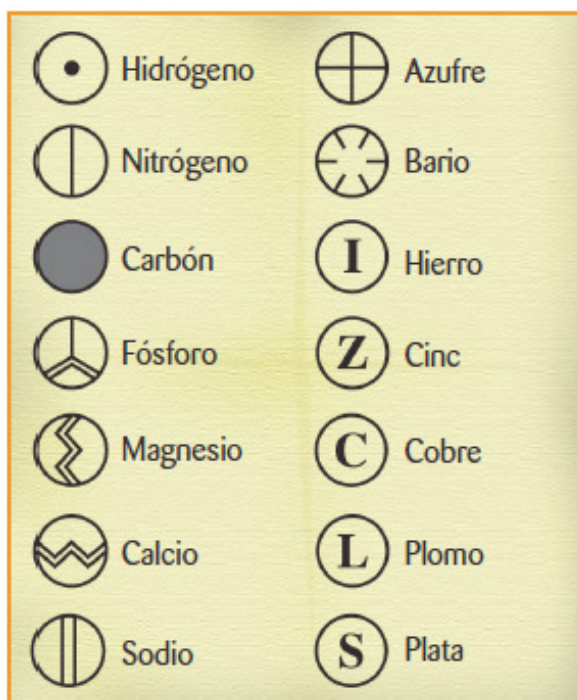 Hidrógeno
Nitrógeno
Carbón
Fósforo
Magnesio
Calcio
Sodio
Azufre
Bario
I Hierro
Z Cinc
C Cobre
L Plomo
S Plata